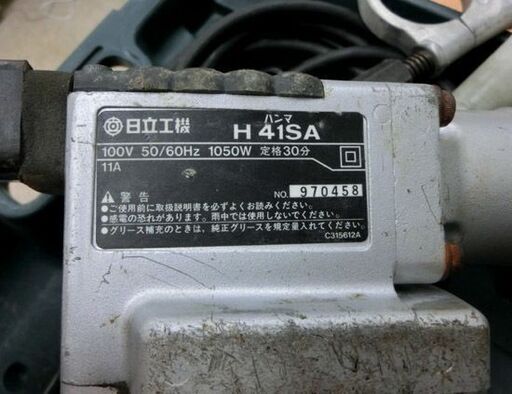 日立工機
ハンマ
H 41SA
100V 50/60Hz 1050W 定格30分
11A
警告
NO. 970458
●ご使用前に取扱説明書を必ずよくお読みください。
●感電の恐れがあります。雨中では使用しないでください。
●グリース補充のときは、純正グリースを規定量入れてください。
C315612A